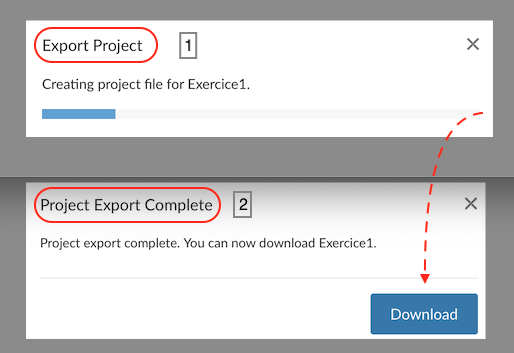 Export Project 1
Creating project file for Exercice1.
Project Export Complete 2
Project export complete. You can now download Exercice1.
Download